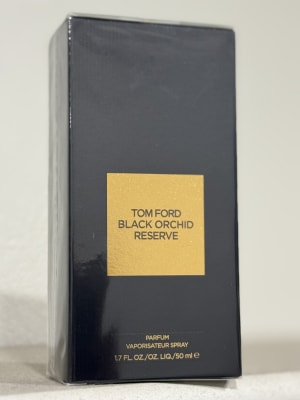 TOM FORD
BLACK ORCHID
RESERVE
PARFUM
VAPORISATEUR SPRAY
1.7 FL. OZ./OZ. LIQ./50 ml ℮